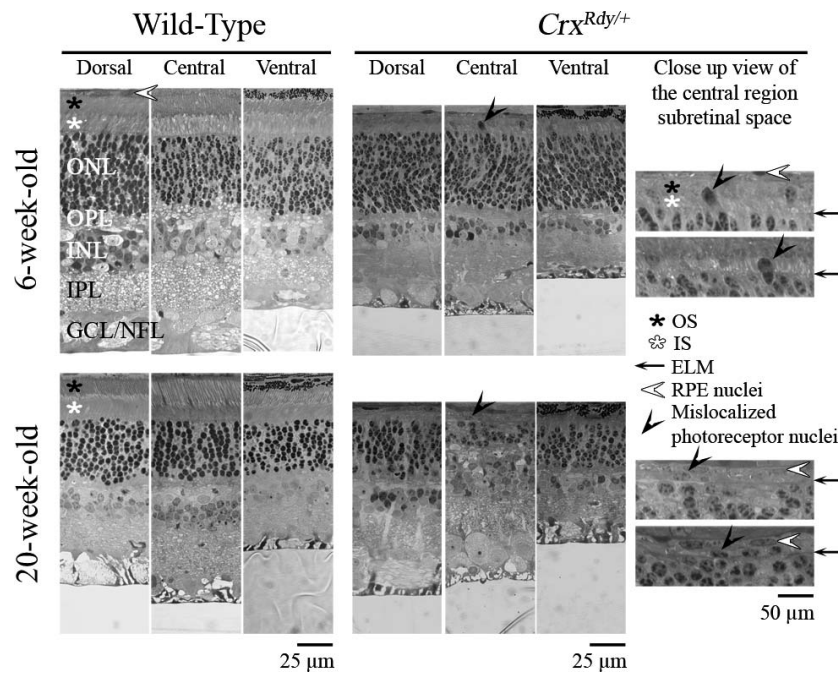 Wild-Type
Crx^Rdy/+
Dorsal
Central
Ventral
Dorsal
Central
Ventral
Close up view of
the central region
subretinal space
6-week-old
ONL
OPL
INL
IPL
GCL/NFL
OS
IS
ELM
RPE nuclei
Mislocalized
photoreceptor nuclei
20-week-old
25 µm
25 µm
50 µm